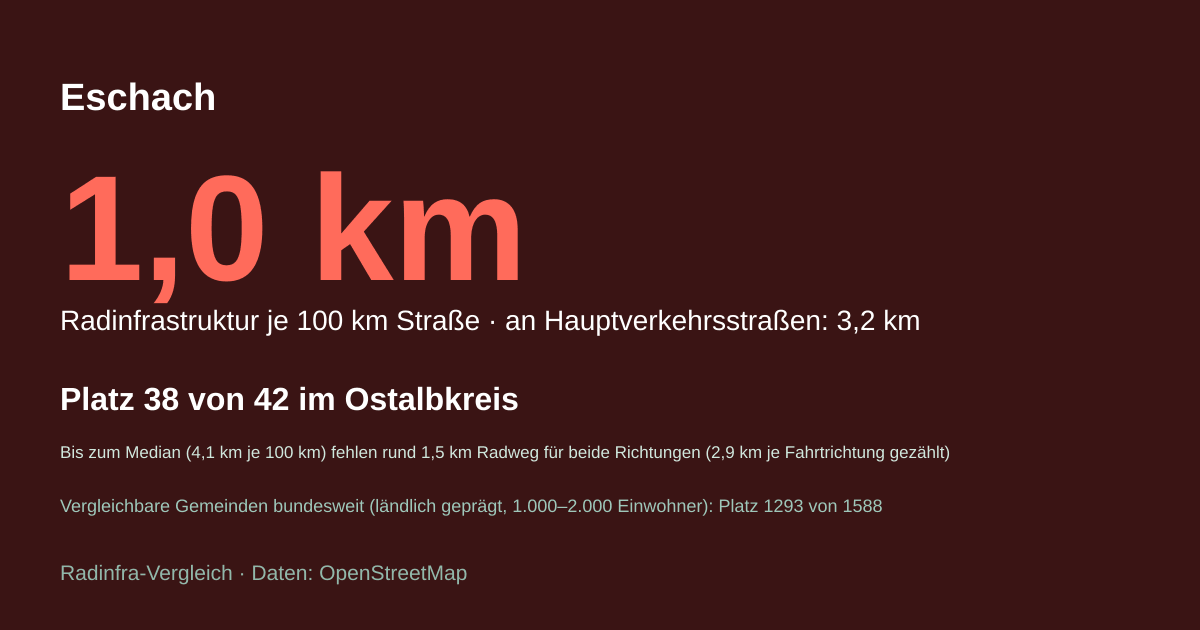 Eschach
1,0 km
Radinfrastruktur je 100 km Straße · an Hauptverkehrsstraßen: 3,2 km
Platz 38 von 42 im Ostalbkreis
Bis zum Median (4,1 km je 100 km) fehlen rund 1,5 km Radweg für beide Richtungen (2,9 km je Fahrtrichtung gezählt)
Vergleichbare Gemeinden bundesweit (ländlich geprägt, 1.000–2.000 Einwohner): Platz 1293 von 1588
Radinfra-Vergleich · Daten: OpenStreetMap